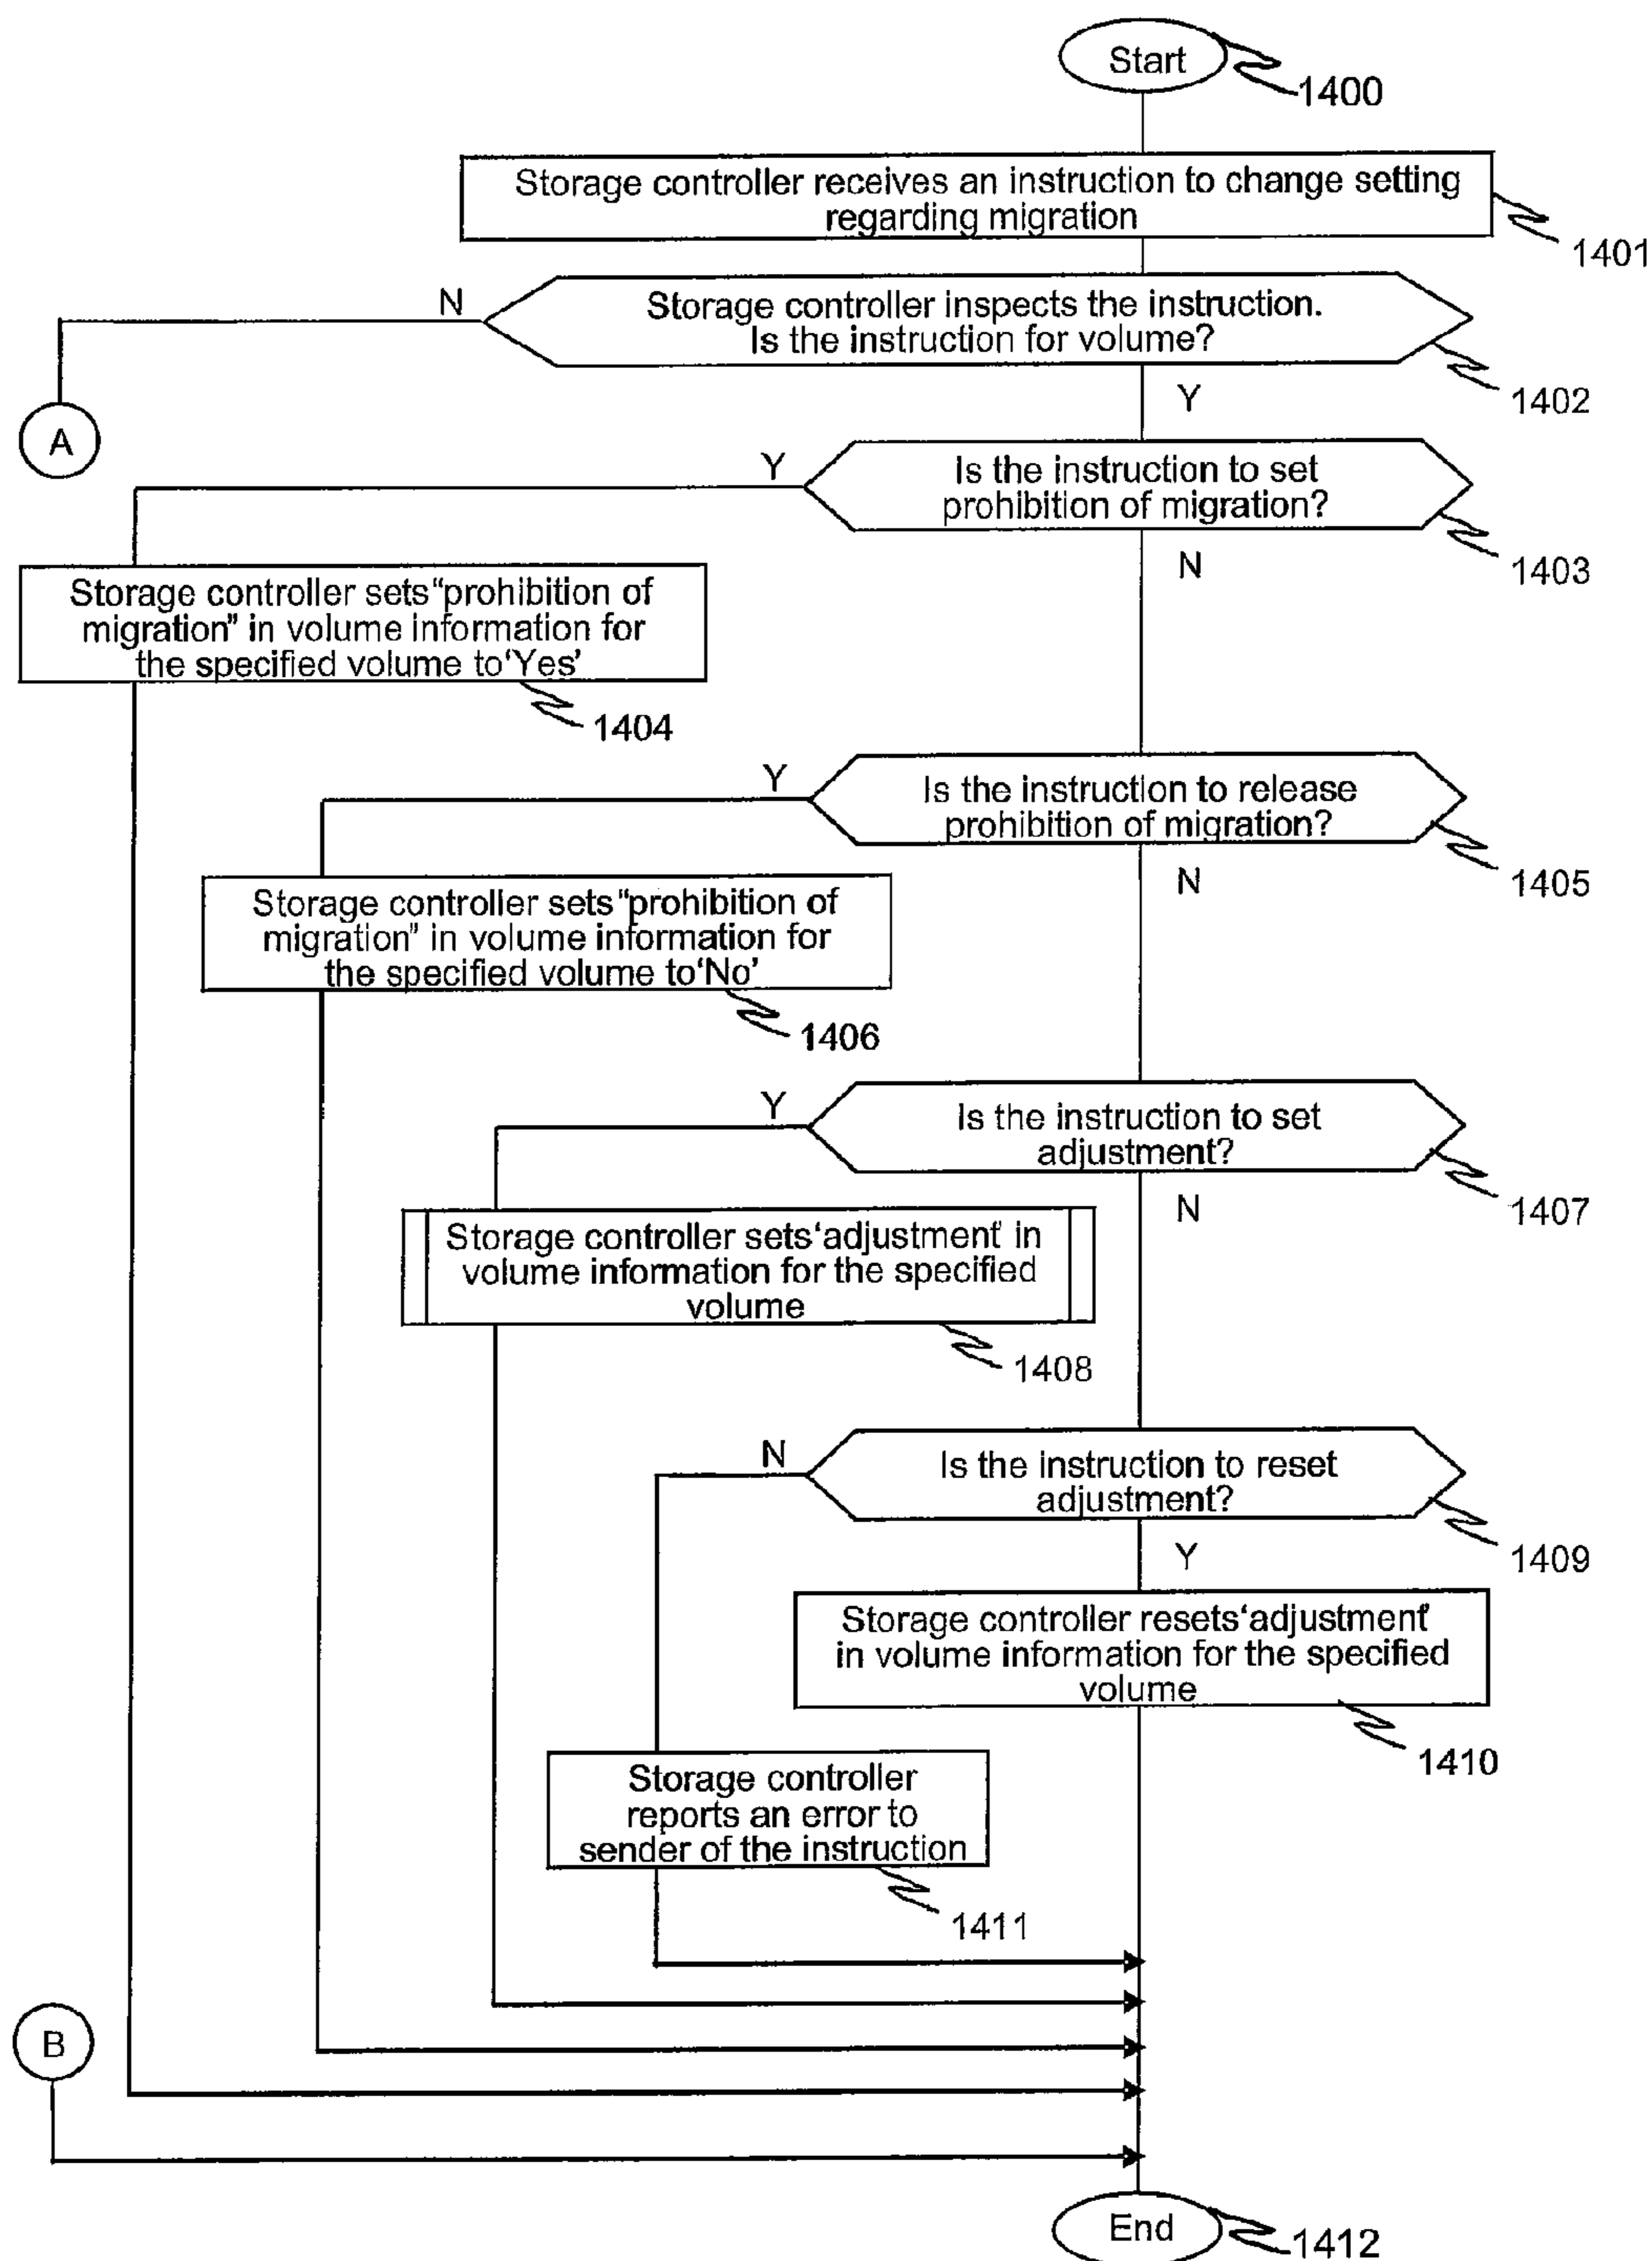 Start
1400
Storage controller receives an instruction to change setting
regarding migration
1401
N
Storage controller inspects the instruction.
Is the instruction for volume?
1402
Y
A
Y
Is the instruction to set
prohibition of migration?
1403
N
Storage controller sets “prohibition of
migration” in volume information for
the specified volume to ‘Yes’
1404
Y
Is the instruction to release
prohibition of migration?
1405
N
Storage controller sets “prohibition of
migration” in volume information for
the specified volume to ‘No’
1406
Y
Is the instruction to set
adjustment?
1407
N
Storage controller sets ‘adjustment’ in
volume information for the specified
volume
1408
N
Is the instruction to reset
adjustment?
1409
Y
Storage controller resets ‘adjustment’
in volume information for the specified
volume
1410
Storage controller
reports an error to
sender of the instruction
1411
B
End
1412